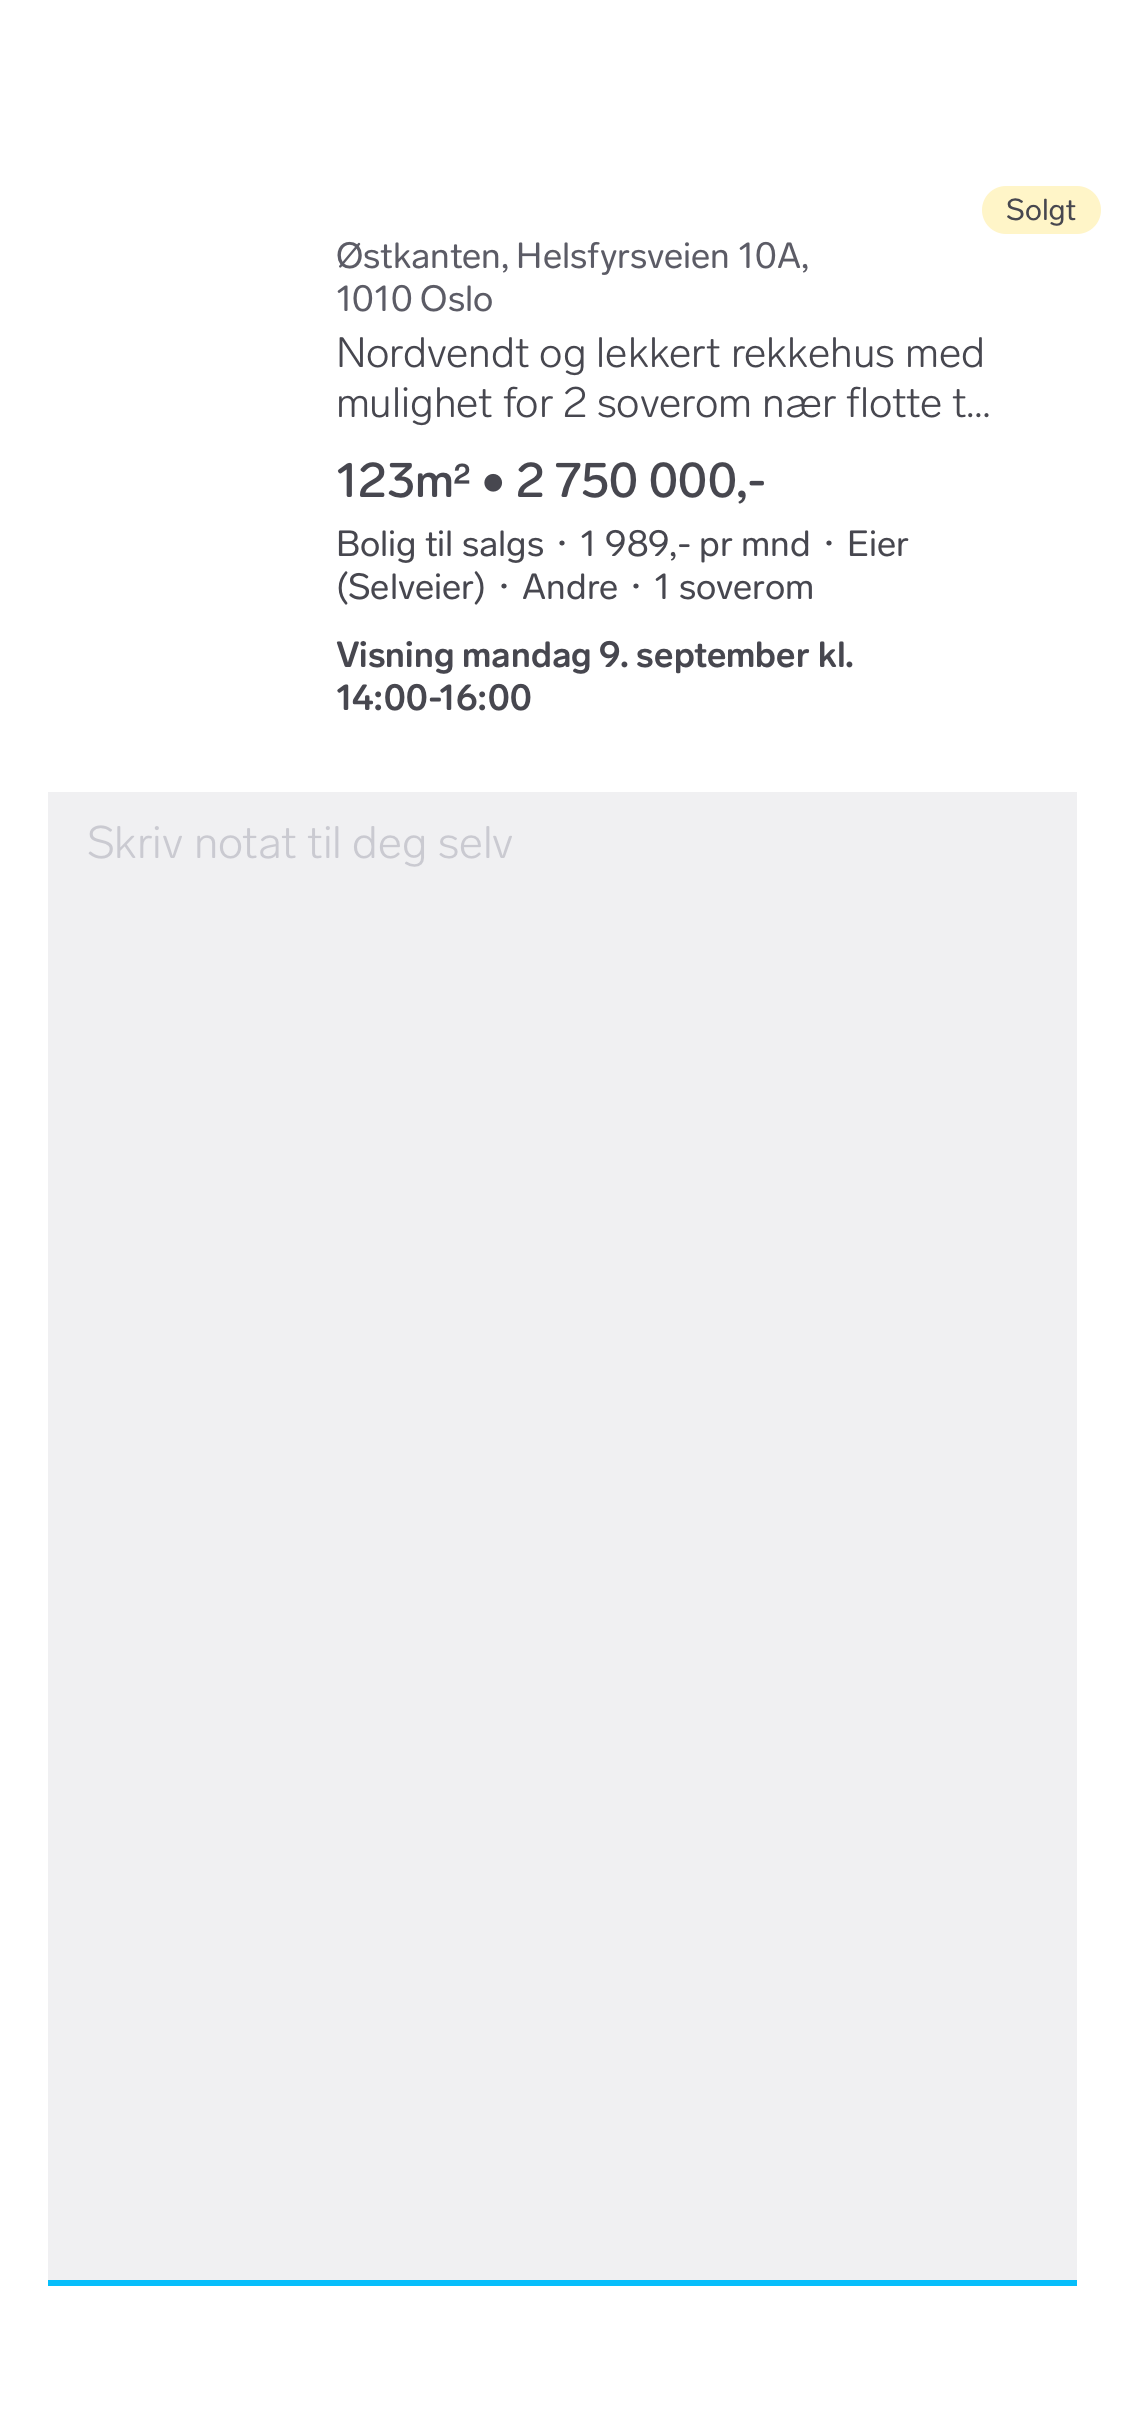 Solgt
Østkanten, Helsfyrsveien 10A,
1010 Oslo
Nordvendt og lekkert rekkehus med
mulighet for 2 soverom nær flotte t...
123m² • 2 750 000,-
Bolig til salgs · 1 989,- pr mnd · Eier
(Selveier) · Andre · 1 soverom
Visning mandag 9. september kl.
14:00-16:00
Skriv notat til deg selv